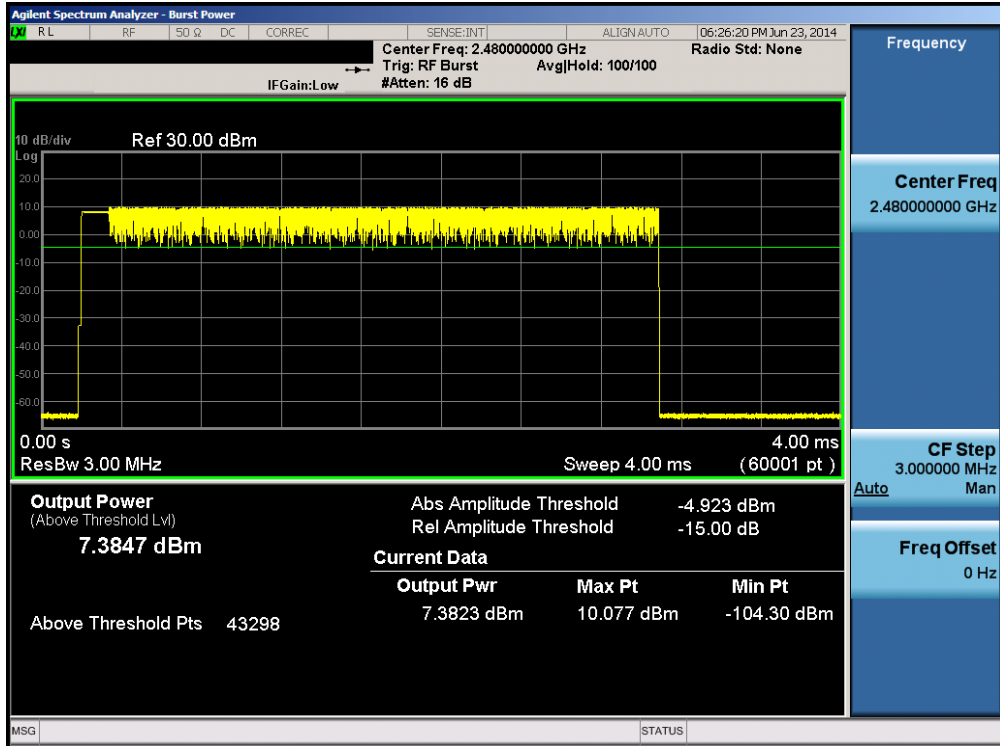 Agilent Spectrum Analyzer - Burst Power
LXI RL RF 50 Ω DC CORREC SENSE:INT ALIGN AUTO 06:26:20 PM Jun 23, 2014
Center Freq: 2.480000000 GHz Radio Std: None
Trig: RF Burst Avg|Hold: 100/100
IFGain:Low #Atten: 16 dB
10 dB/div Ref 30.00 dBm
Log
20.0
10.0
0.00
-10.0
-20.0
-30.0
-40.0
-50.0
-60.0
0.00 s 4.00 ms
ResBw 3.00 MHz Sweep 4.00 ms (60001 pt)
Output Power
(Above Threshold Lvl)
7.3847 dBm
Above Threshold Pts 43298
Abs Amplitude Threshold -4.923 dBm
Rel Amplitude Threshold -15.00 dB
Current Data
Output Pwr Max Pt Min Pt
7.3823 dBm 10.077 dBm -104.30 dBm
Frequency
Center Freq
2.480000000 GHz
CF Step
3.000000 MHz
Auto Man
Freq Offset
0 Hz
MSG STATUS